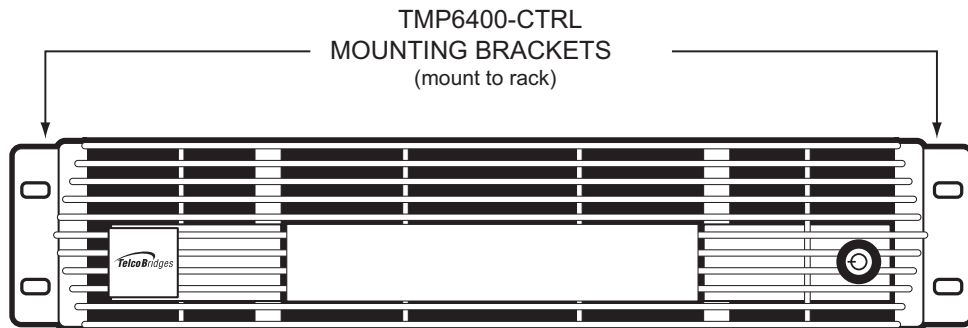 TMP6400-CTRL
MOUNTING BRACKETS
(mount to rack)
TelcoBridges